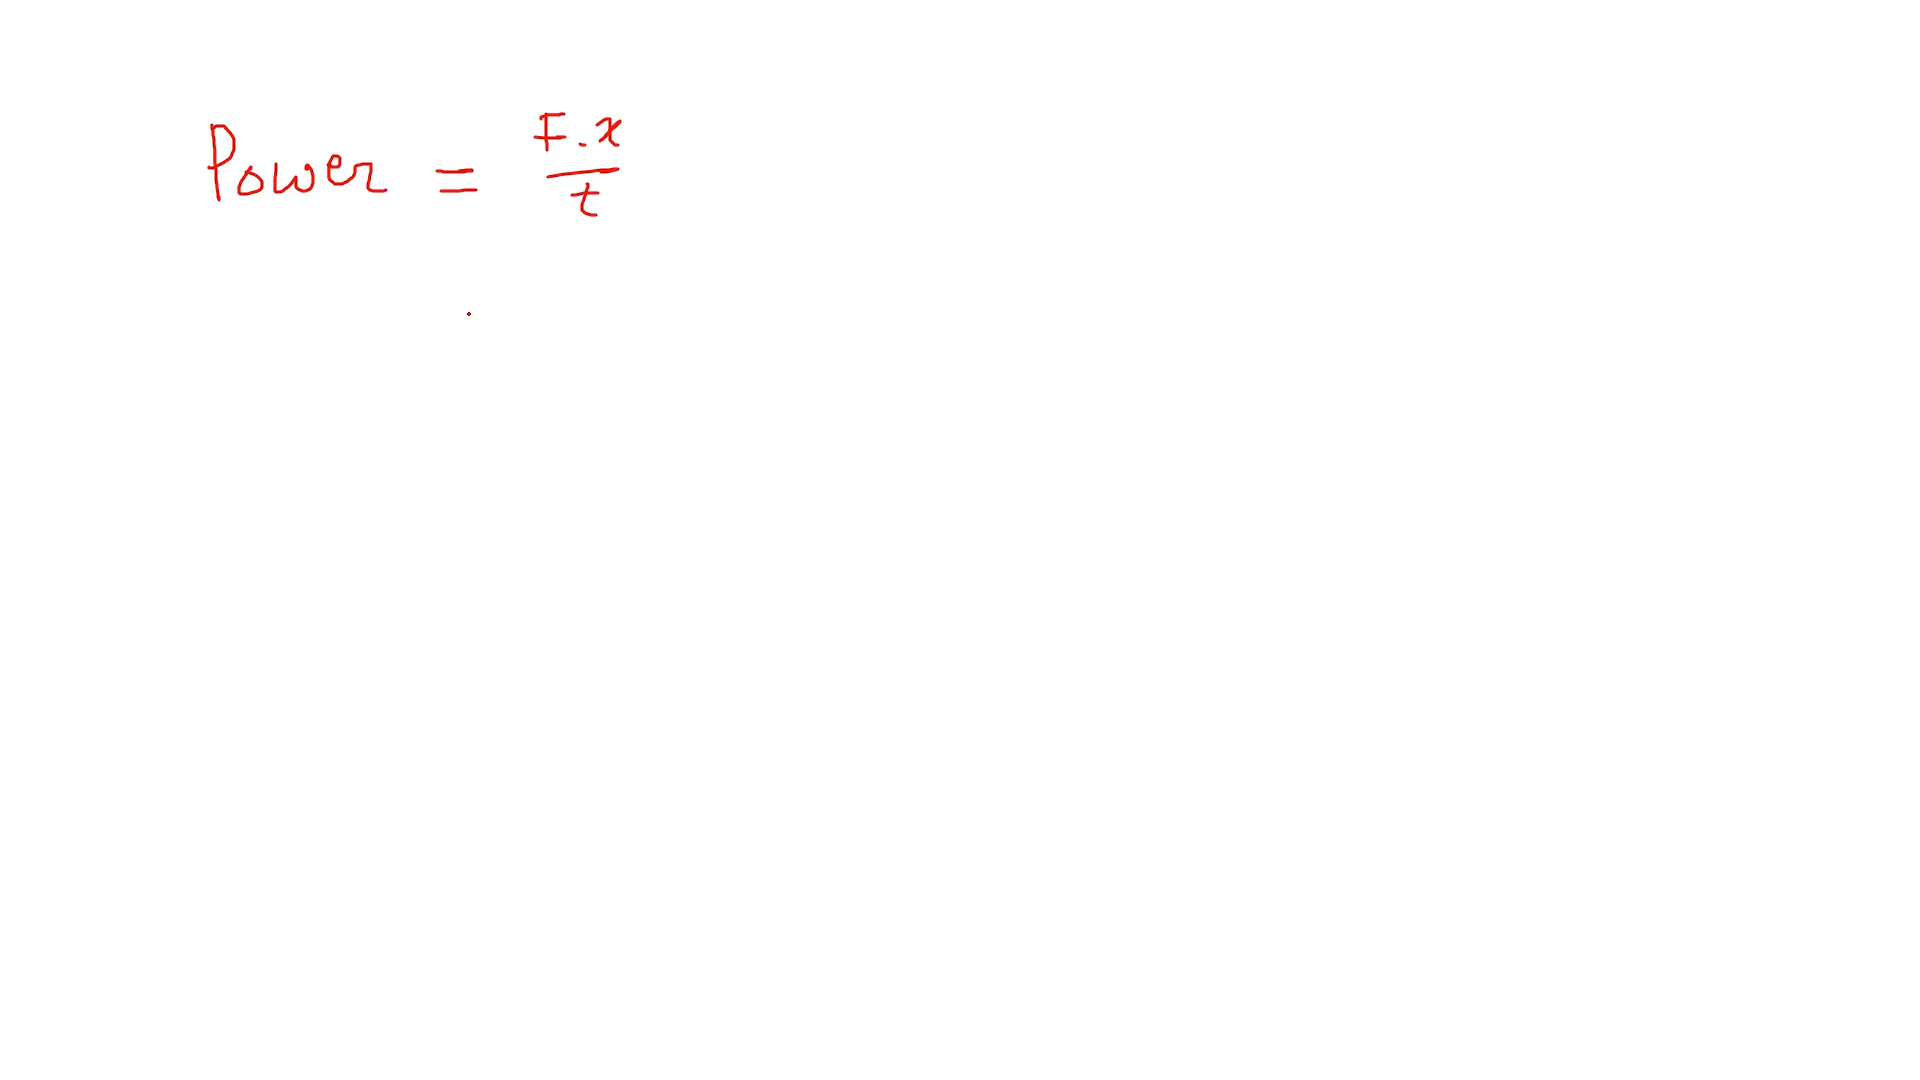 Power = F.x / t